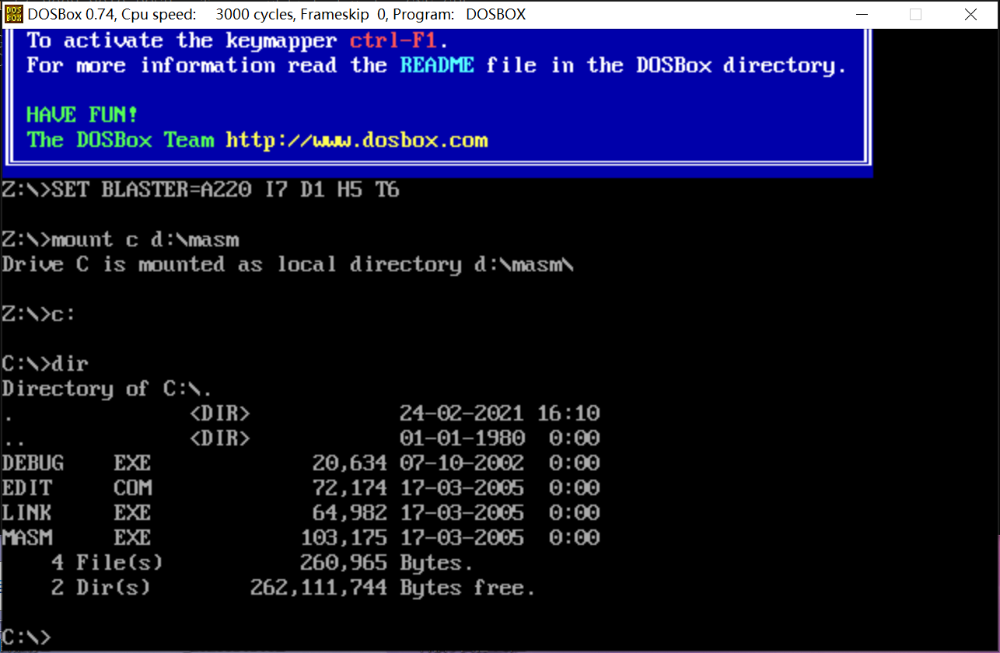 DOSBox 0.74, Cpu speed: 3000 cycles, Frameskip 0, Program: DOSBOX
To activate the keymapper ctrl-F1.
For more information read the README file in the DOSBox directory.
HAVE FUN!
The DOSBox Team http://www.dosbox.com
Z:\>SET BLASTER=A220 I7 D1 H5 T6
Z:\>mount c d:\masm
Drive C is mounted as local directory d:\masm\
Z:\>c:
C:\>dir
Directory of C:\.
. <DIR> 24-02-2021 16:10
.. <DIR> 01-01-1980 0:00
DEBUG EXE 20,634 07-10-2002 0:00
EDIT COM 72,174 17-03-2005 0:00
LINK EXE 64,982 17-03-2005 0:00
MASM EXE 103,175 17-03-2005 0:00
4 File(s) 260,965 Bytes.
2 Dir(s) 262,111,744 Bytes free.
C:\>